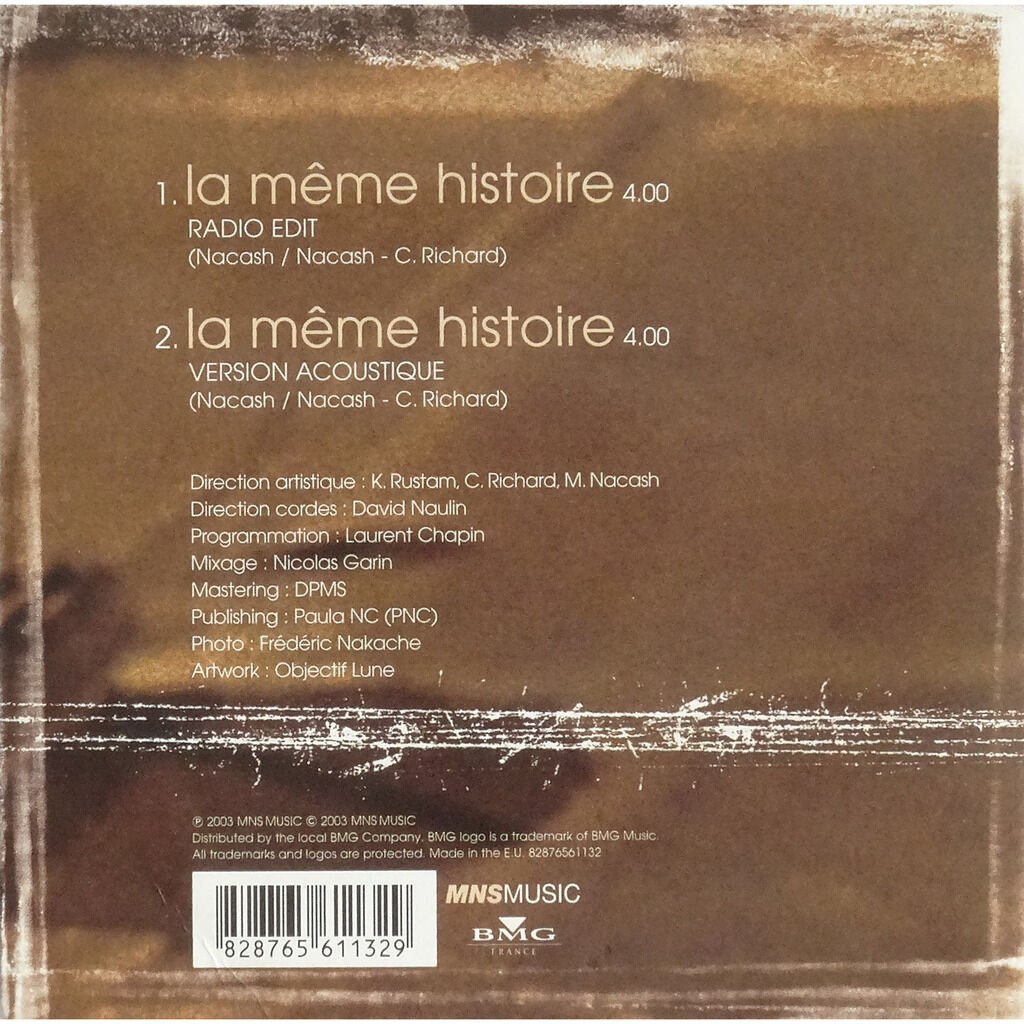 1. la même histoire 4.00
RADIO EDIT
(Nacash / Nacash - C. Richard)
2. la même histoire 4.00
VERSION ACOUSTIQUE
(Nacash / Nacash - C. Richard)
Direction artistique : K. Rustam, C. Richard, M. Nacash
Direction cordes : David Naulin
Programmation : Laurent Chapin
Mixage : Nicolas Garin
Mastering : DPMS
Publishing : Paula NC (PNC)
Photo : Frédéric Nakache
Artwork : Objectif Lune
℗ 2003 MNS MUSIC © 2003 MNS MUSIC
Distributed by the local BMG Company. BMG logo is a trademark of BMG Music.
All trademarks and logos are protected. Made in the E.U. 82876561132
MNSMUSIC
BMG
FRANCE
828765 611329